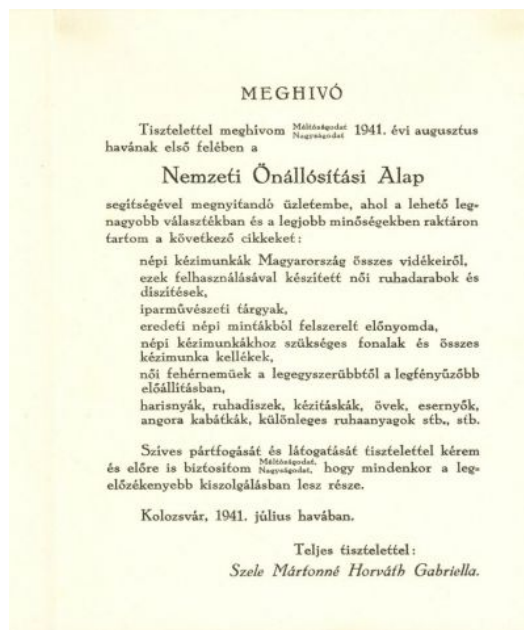 MEGHIVÓ
Tisztelettel meghívom Méltóságodat Nagyságodat 1941. évi augusztus
havának első felében a
Nemzeti Önállósítási Alap
segítségével megnyitandó üzletembe, ahol a lehető leg-
nagyobb választékban és a legjobb minőségekben raktáron
tartom a következő cikkeket:
népi kézimunkák Magyarország összes vidékeiről,
ezek felhasználásával készített női ruhadarabok és
díszítések,
iparművészeti tárgyak,
eredeti népi mintákból felszerelt előnyomda,
népi kézimunkákhoz szükséges fonalak és összes
kézimunka kellékek,
női fehérneműek a legegyszerübbtől a legfényűzőbb
előállításban,
harisnyák, ruhadiszek, kézitáskák, övek, esernyők,
angora kabátkák, különleges ruhaanyagok stb., stb.
Szíves pártfogását és látogatását tisztelettel kérem
és előre is biztosítom Méltóságodat, Nagyságodat, hogy mindenkor a leg-
előzékenyebb kiszolgálásban lesz része.
Kolozsvár, 1941. július havában.
Teljes tisztelettel:
Szele Mártonné Horváth Gabriella.